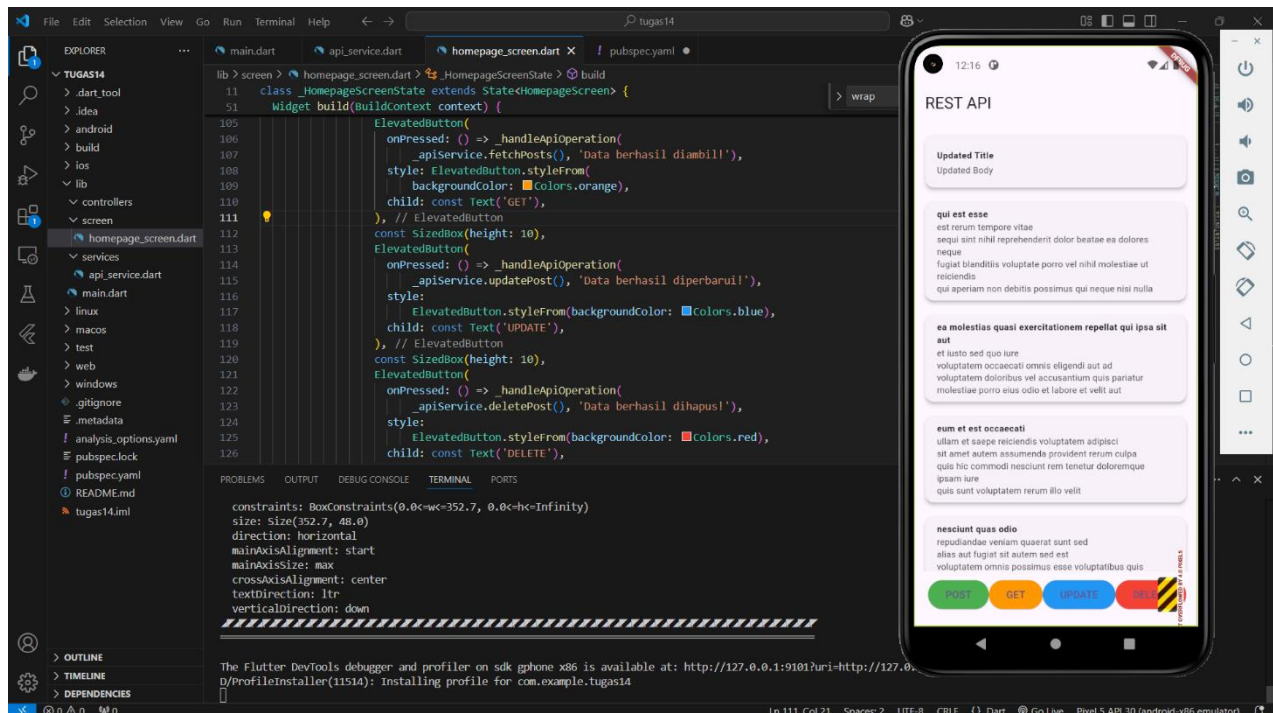 File Edit Selection View Go Run Terminal Help
tugas14
EXPLORER
TUGAS14
.dart_tool
.idea
android
build
ios
lib
controllers
screen
homepage_screen.dart
services
api_service.dart
main.dart
linux
macos
test
web
windows
.gitignore
.metadata
analysis_options.yaml
pubspec.lock
pubspec.yaml
README.md
tugas14.iml
OUTLINE
TIMELINE
DEPENDENCIES
main.dart api_service.dart homepage_screen.dart pubspec.yaml
lib > screen > homepage_screen.dart > _HomepageScreenState > build
wrap
11 class _HomepageScreenState extends State<HomepageScreen> {
51 Widget build(BuildContext context) {
105 ElevatedButton(
106 onPressed: () => _handleApiOperation(
107 _apiService.fetchPosts(), 'Data berhasil diambil!'),
108 style: ElevatedButton.styleFrom(
109 backgroundColor: Colors.orange),
110 child: const Text('GET'),
111 ), // ElevatedButton
112 const SizedBox(height: 10),
113 ElevatedButton(
114 onPressed: () => _handleApiOperation(
115 _apiService.updatePost(), 'Data berhasil diperbarui!'),
116 style:
117 ElevatedButton.styleFrom(backgroundColor: Colors.blue),
118 child: const Text('UPDATE'),
119 ), // ElevatedButton
120 const SizedBox(height: 10),
121 ElevatedButton(
122 onPressed: () => _handleApiOperation(
123 _apiService.deletePost(), 'Data berhasil dihapus!'),
124 style:
125 ElevatedButton.styleFrom(backgroundColor: Colors.red),
126 child: const Text('DELETE'),
PROBLEMS OUTPUT DEBUG CONSOLE TERMINAL PORTS
constraints: BoxConstraints(0.0<=w<=352.7, 0.0<=h<=Infinity)
size: Size(352.7, 48.0)
direction: horizontal
mainAxisAlignment: start
mainAxisSize: max
crossAxisAlignment: center
textDirection: ltr
verticalDirection: down
The Flutter DevTools debugger and profiler on sdk gphone x86 is available at: http://127.0.0.1:9101?uri=http://127.0.
D/ProfileInstaller(11514): Installing profile for com.example.tugas14
12:16
DEBUG
REST API
Updated Title
Updated Body
qui est esse
est rerum tempore vitae
sequi sint nihil reprehenderit dolor beatae ea dolores
neque
fugiat blanditiis voluptate porro vel nihil molestiae ut
reiciendis
qui aperiam non debitis possimus qui neque nisi nulla
ea molestias quasi exercitationem repellat qui ipsa sit
aut
et iusto sed quo iure
voluptatem occaecati omnis eligendi aut ad
voluptatem doloribus vel accusantium quis pariatur
molestiae porro eius odio et labore et velit aut
eum et est occaecati
ullam et saepe reiciendis voluptatem adipisci
sit amet autem assumenda provident rerum culpa
quis hic commodi nesciunt rem tenetur doloremque
ipsam iure
quis sunt voluptatem rerum illo velit
nesciunt quas odio
repudiandae veniam quaerat sunt sed
alias aut fugiat sit autem sed est
voluptatem omnis possimus esse voluptatibus quis
POST GET UPDATE DELE
Ln 111, Col 21 Spaces: 2 UTF-8 CRLF {} Dart Go Live Pixel 5 API 30 (android-x86 emulator)